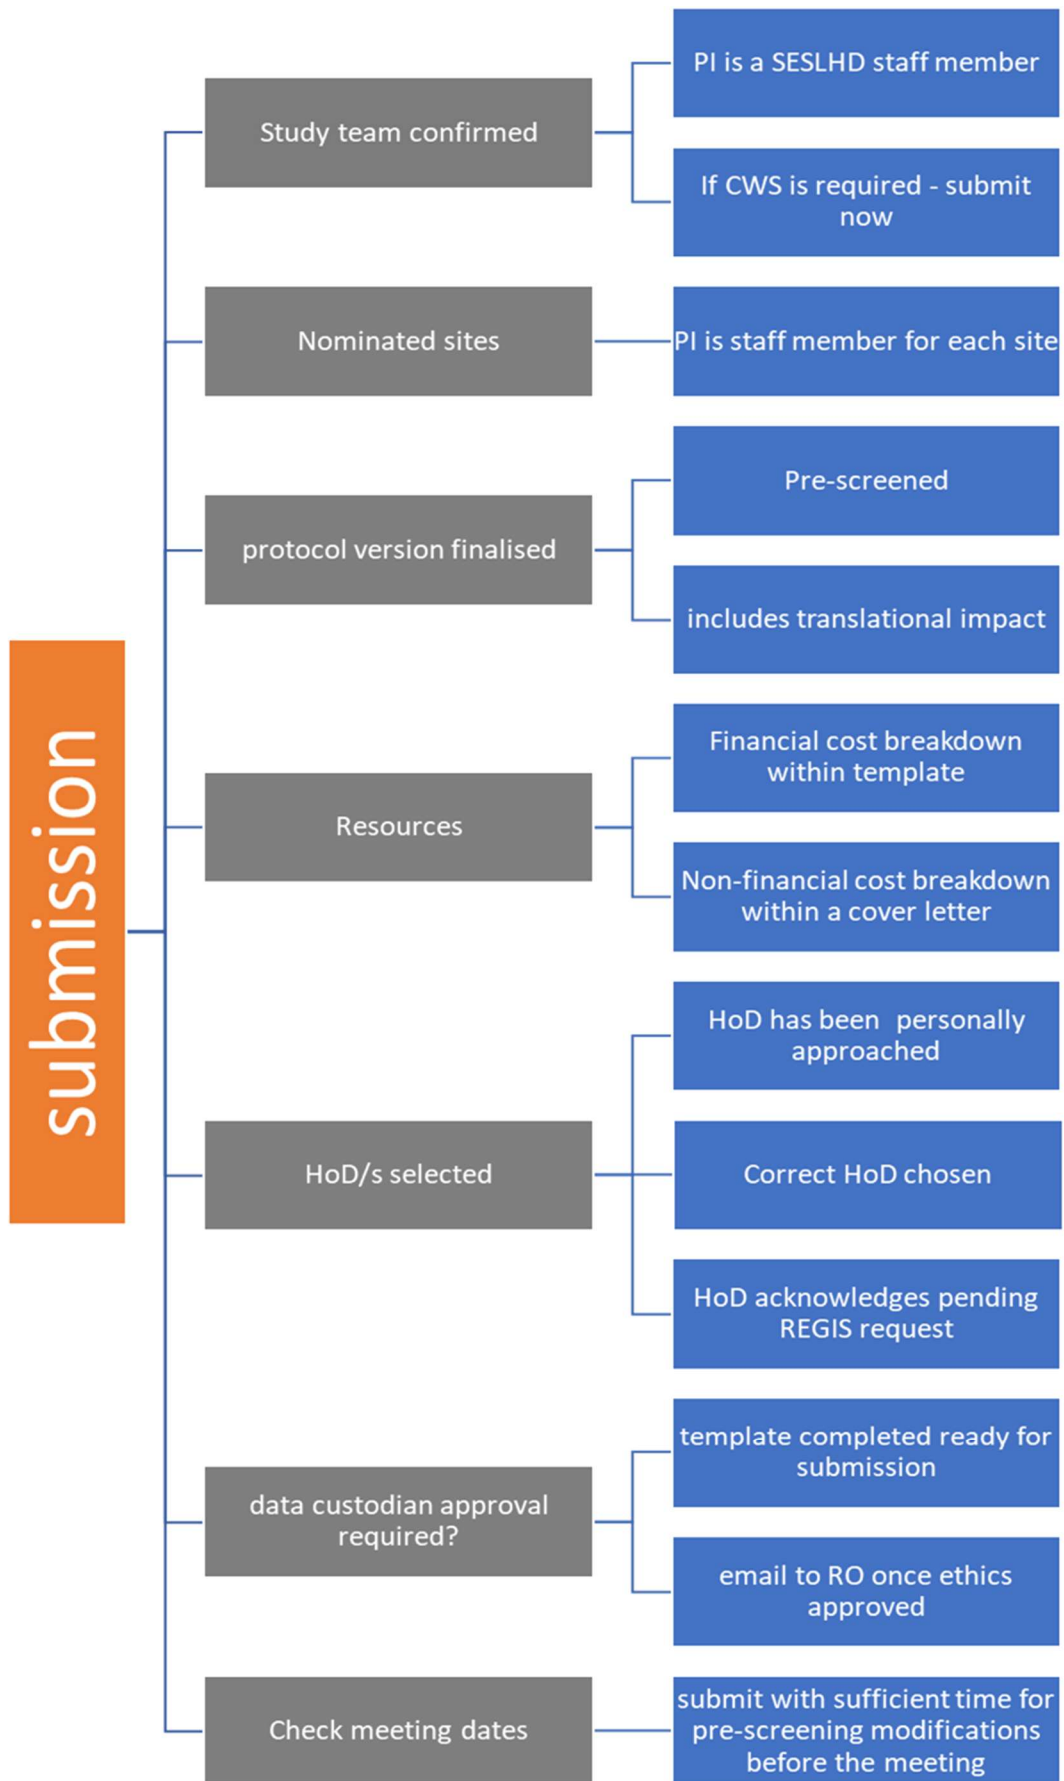 submission
Study team confirmed
PI is a SESLHD staff member
If CWS is required - submit
now
Nominated sites
PI is staff member for each site
protocol version finalised
Pre-screened
includes translational impact
Resources
Financial cost breakdown
within template
Non-financial cost breakdown
within a cover letter
HoD/s selected
HoD has been personally
approached
Correct HoD chosen
HoD acknowledges pending
REGIS request
data custodian approval
required?
template completed ready for
submission
email to RO once ethics
approved
Check meeting dates
submit with sufficient time for
pre-screening modifications
before the meeting